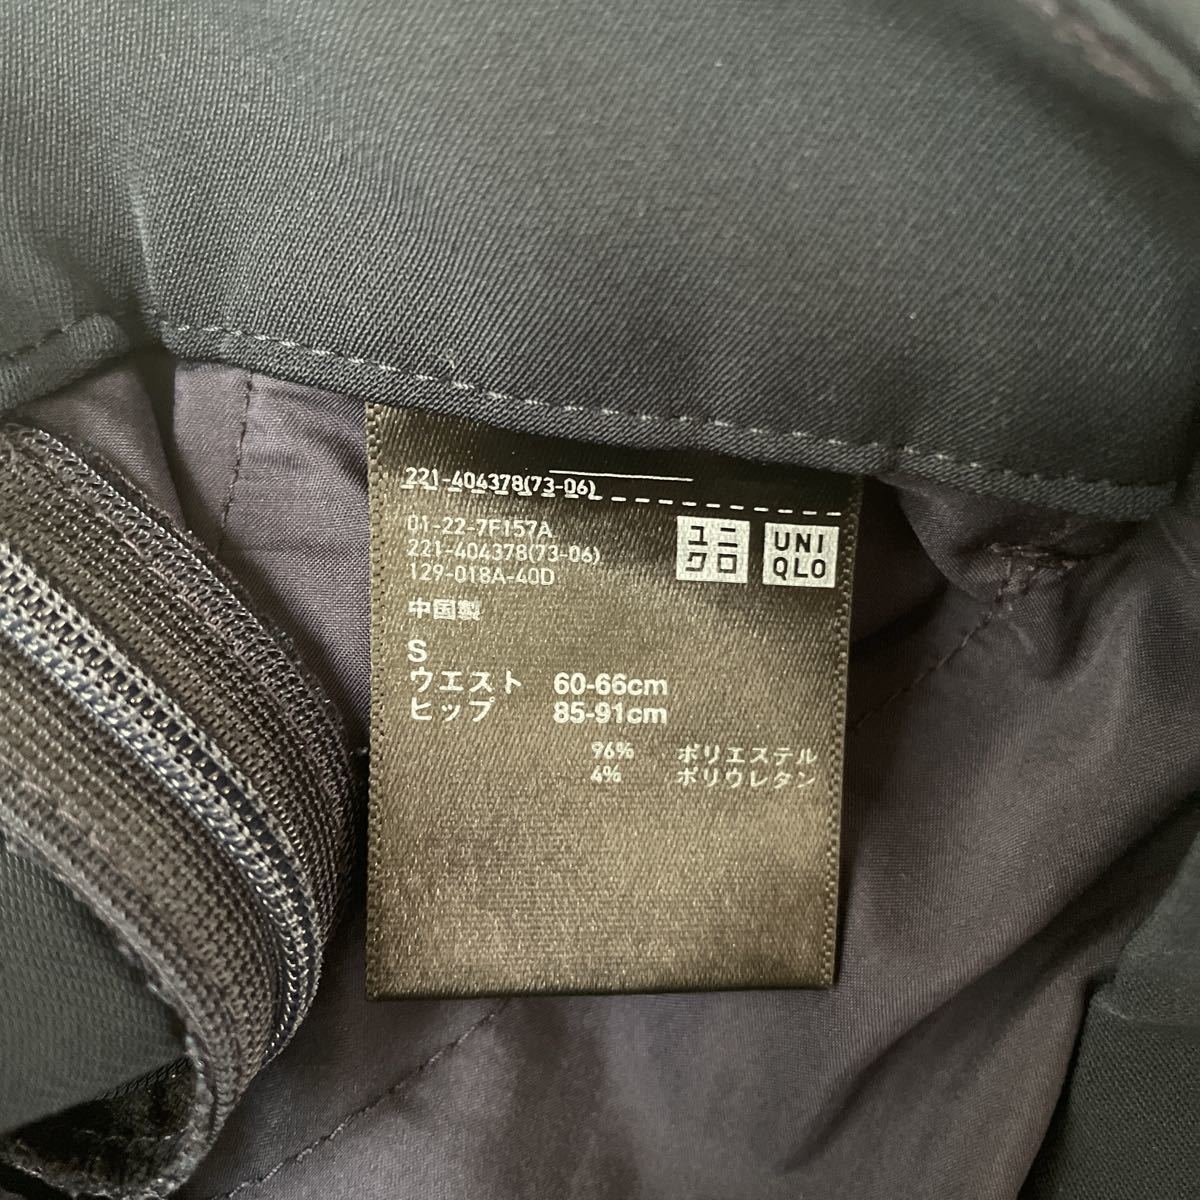 221-404378(73-06)
01-22-7F157A
221-404378(73-06)
129-018A-40D
ユニクロ
UNIQLO
中国製
S
ウエスト 60-66cm
ヒップ 85-91cm
96% ポリエステル
4% ポリウレタン